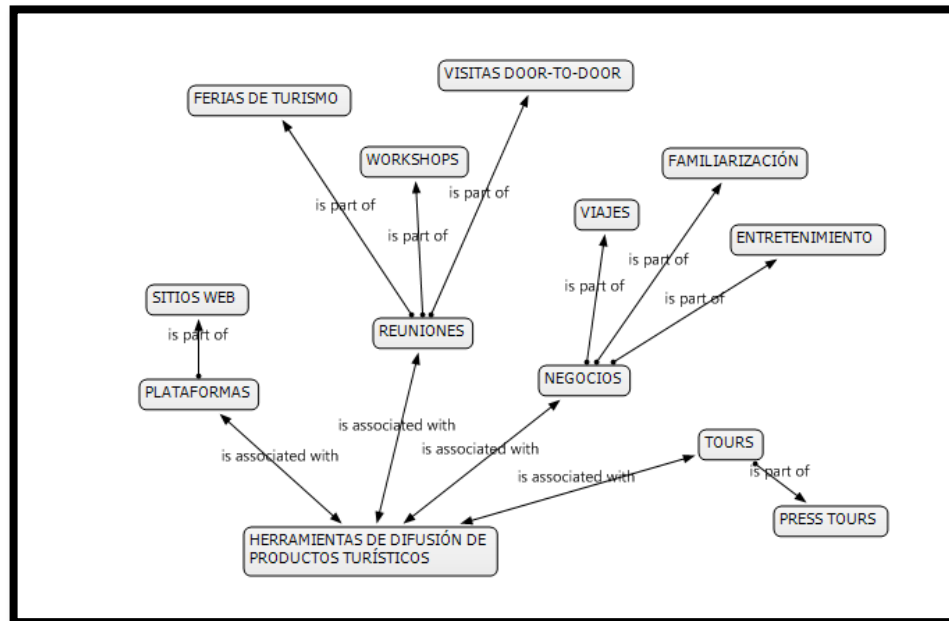 VISITAS DOOR-TO-DOOR
FERIAS DE TURISMO
WORKSHOPS
FAMILIARIZACIÓN
is part of
is part of
VIAJES
is part of
ENTRETENIMIENTO
is part of
is part of
is part of
SITIOS WEB
is part of
REUNIONES
NEGOCIOS
PLATAFORMAS
is associated with
is associated with
is associated with
TOURS
is associated with
is part of
PRESS TOURS
HERRAMIENTAS DE DIFUSIÓN DE
PRODUCTOS TURÍSTICOS